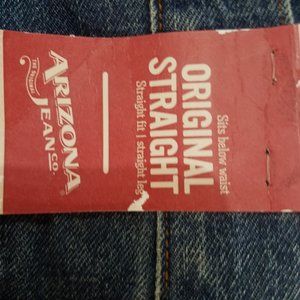 Sits below waist
ORIGINAL
STRAIGHT
Straight fit | straight leg
ARIZONA
THE ORIGINAL
JEAN CO.